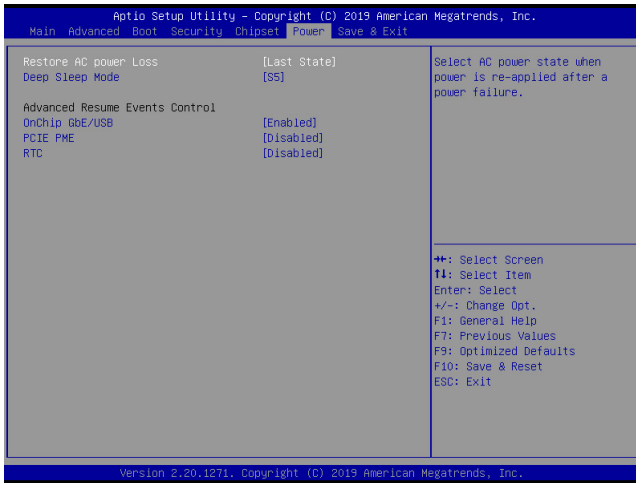 Aptio Setup Utility – Copyright (C) 2019 American Megatrends, Inc.
Main Advanced Boot Security Chipset Power Save & Exit
Restore AC power Loss [Last State]
Deep Sleep Mode [S5]
Advanced Resume Events Control
OnChip GbE/USB [Enabled]
PCIE PME [Disabled]
RTC [Disabled]
Select AC power state when
power is re-applied after a
power failure.
→←: Select Screen
↑↓: Select Item
Enter: Select
+/-: Change Opt.
F1: General Help
F7: Previous Values
F9: Optimized Defaults
F10: Save & Reset
ESC: Exit
Version 2.20.1271. Copyright (C) 2019 American Megatrends, Inc.